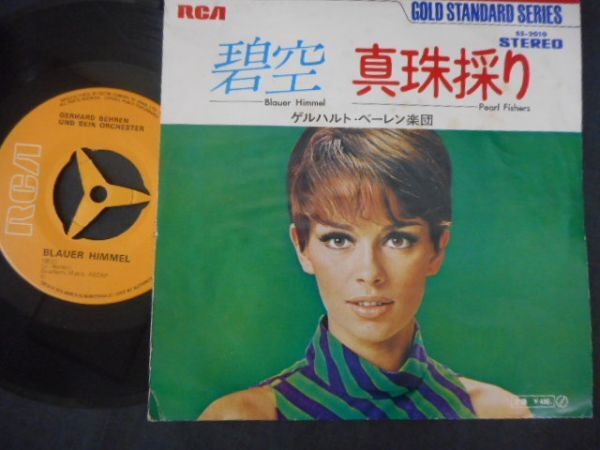 RCA
GOLD STANDARD SERIES
SS-2010
STEREO
碧空
Blauer Himmel
真珠採り
Pearl Fishers
ゲルハルト・ベーレン楽団
RCA
GERHARD BEHREN
UND SEIN ORCHESTER
BLAUER HIMMEL